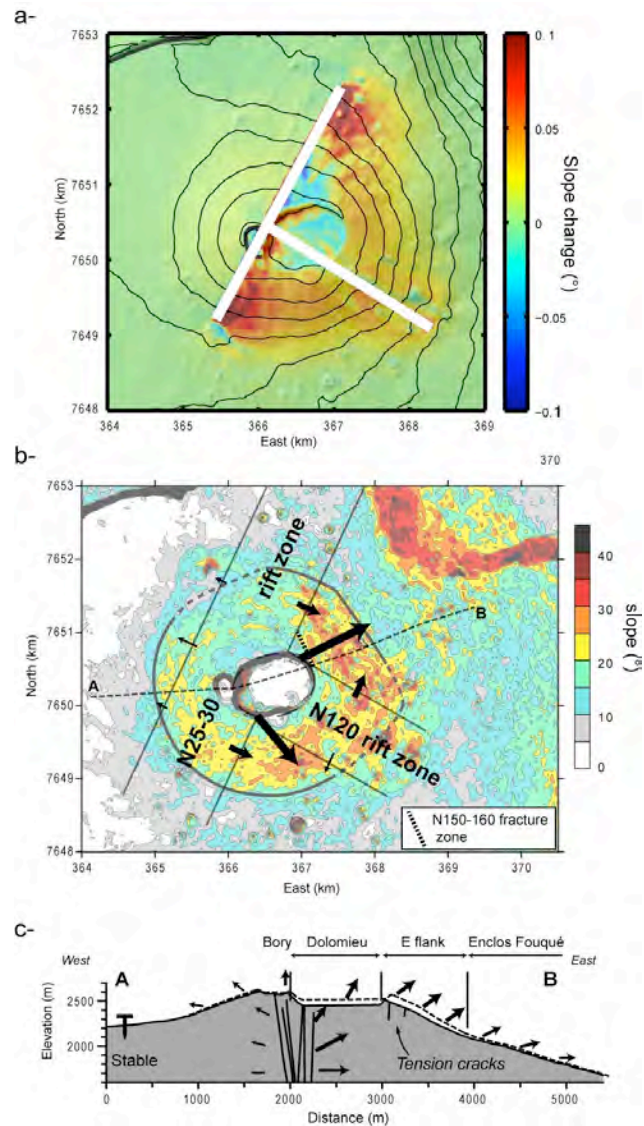 a-
7653
7652
7651
7650
7649
7648
North (km)
364
365
366
367
368
369
East (km)
0.1
0.05
0
−0.05
−0.1
Slope change (°)
b-
370
7653
7652
7651
7650
7649
7648
North (km)
364
365
366
367
368
369
370
East (km)
rift zone
N25-30
N120 rift zone
A
B
N150-160 fracture
zone
40
30
20
10
0
c-
Bory
Dolomieu
E flank
Enclos Fouqué
West
East
A
B
2500
2000
Elevation (m)
Stable
Tension cracks
0
1000
2000
3000
4000
5000
Distance (m)